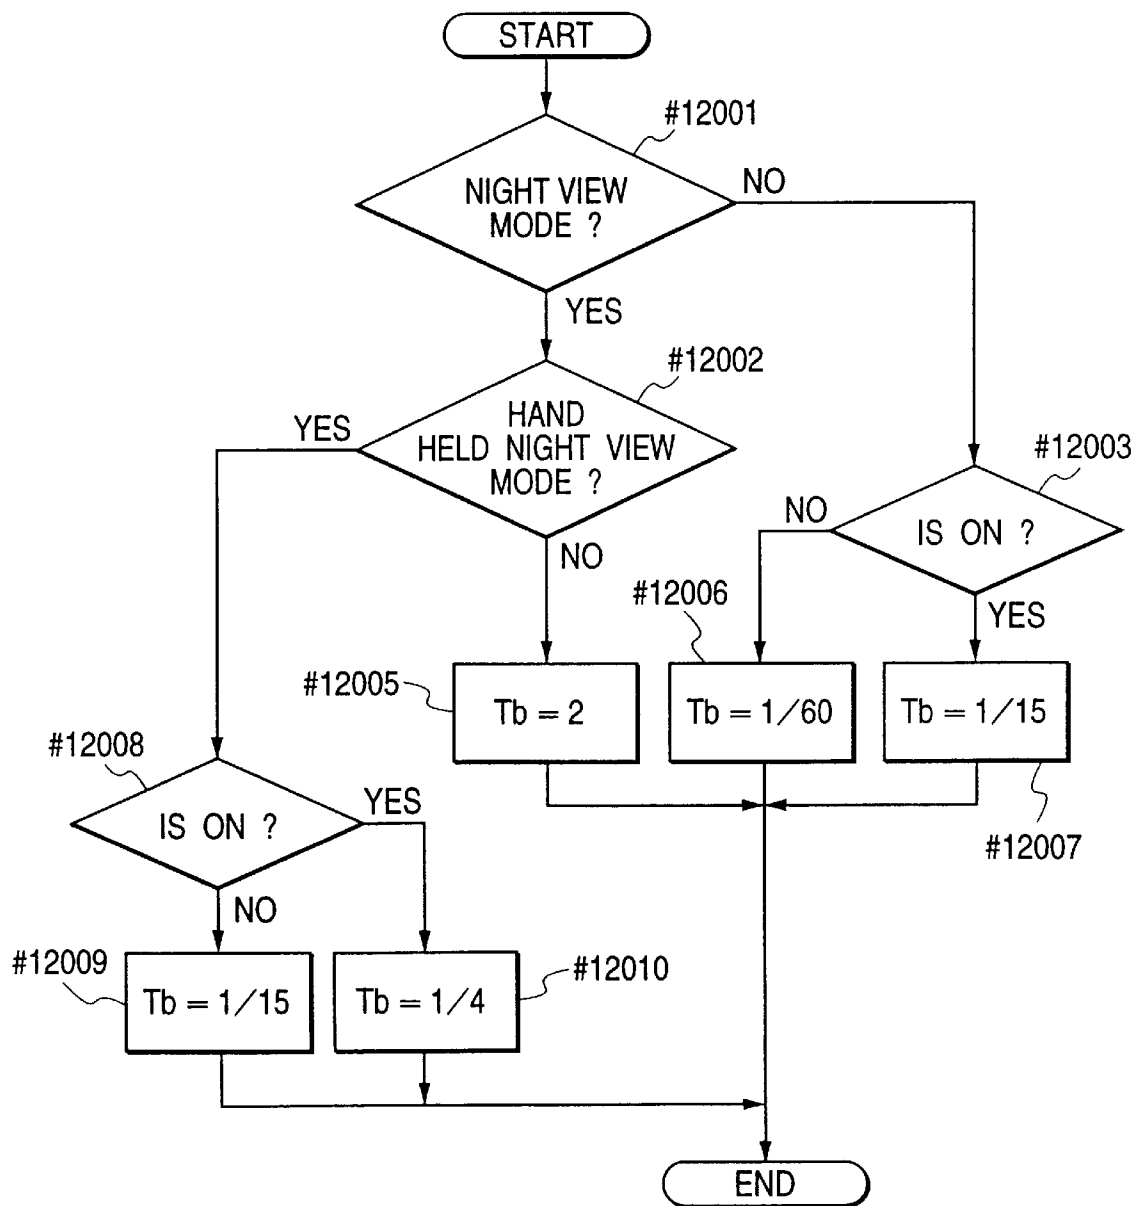 START
#12001
NIGHT VIEW
MODE ?
NO
YES
#12002
HAND
HELD NIGHT VIEW
MODE ?
YES
NO
#12003
IS ON ?
NO
YES
#12005
Tb = 2
#12006
Tb = 1/60
Tb = 1/15
#12007
#12008
IS ON ?
YES
NO
#12009
Tb = 1/15
Tb = 1/4
#12010
END